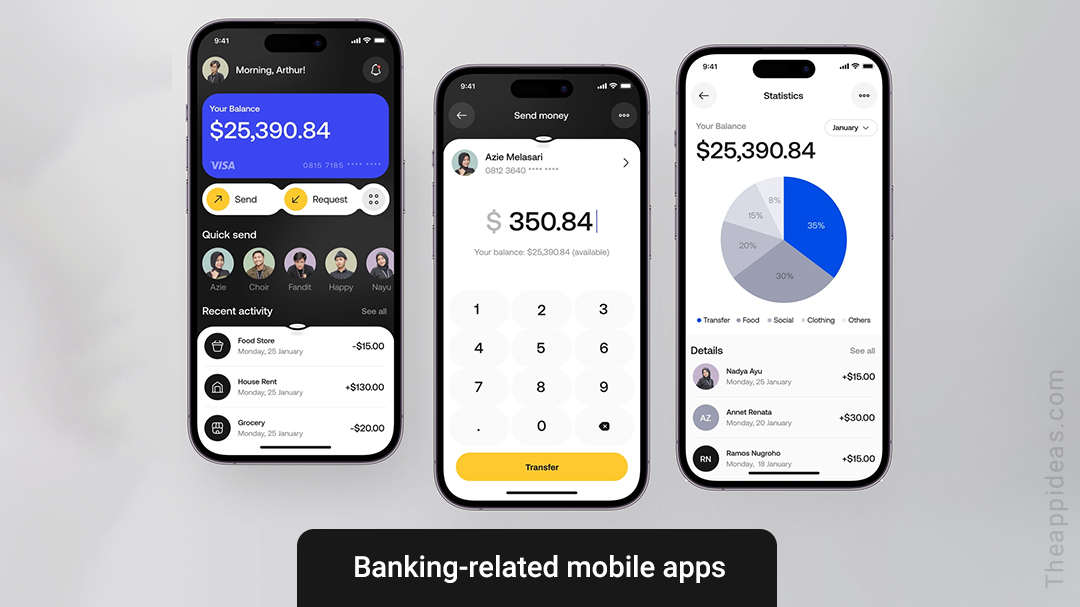 9:41
Morning, Arthur!
Your Balance
$25,390.84
VISA
0815 7185 **** ****
Send
Request
Quick send
Azie
Choir
Fandit
Happy
Nayu
Recent activity
See all
Food Store
Monday, 25 January
-$15.00
House Rent
Monday, 25 January
+$130.00
Grocery
Monday, 25 January
-$20.00
9:41
Send money
Azie Melasari
0812 3640 **** ****
$ 350.84
Your balance: $25,390.84 (available)
1 2 3
4 5 6
7 8 9
. 0
Transfer
9:41
Statistics
Your Balance
January
$25,390.84
8%
15%
35%
20%
30%
Transfer Food Social Clothing Others
Details
See all
Nadya Ayu
Monday, 25 January
+$15.00
AZ
Annet Renata
Monday, 20 January
+$30.00
RN
Ramos Nugroho
Monday, 18 January
+$15.00
Banking-related mobile apps
Theappideas.com